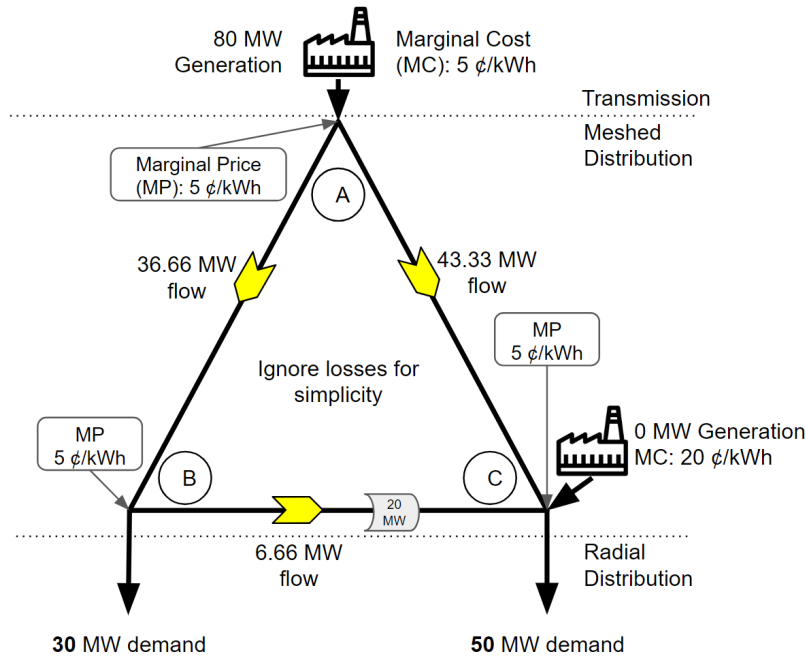 80 MW
Generation
Marginal Cost
(MC): 5 ¢/kWh
Transmission
Meshed
Distribution
Marginal Price
(MP): 5 ¢/kWh
A
36.66 MW
flow
43.33 MW
flow
MP
5 ¢/kWh
Ignore losses for
simplicity
MP
5 ¢/kWh
0 MW Generation
MC: 20 ¢/kWh
B
C
20
MW
6.66 MW
flow
Radial
Distribution
30 MW demand
50 MW demand